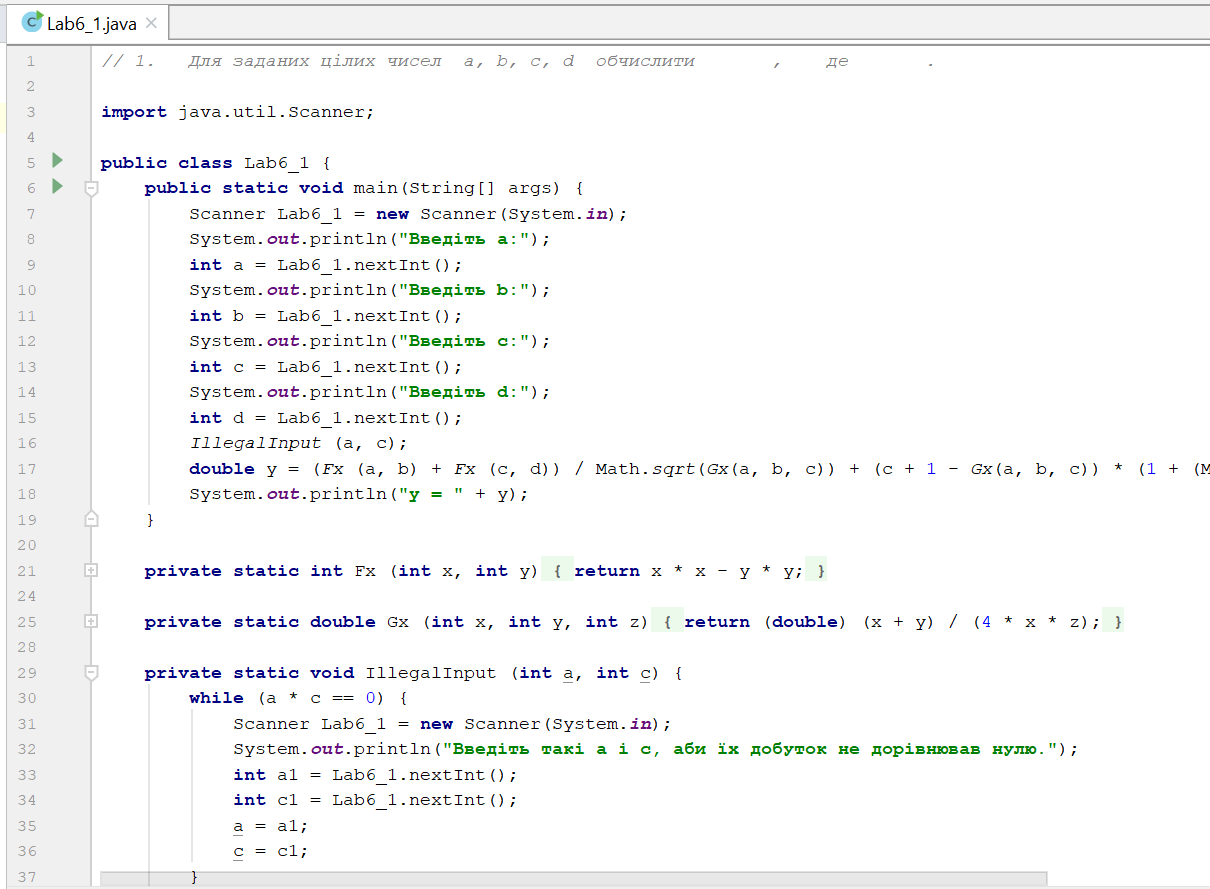 Lab6_1.java
1 // 1. Для заданих цілих чисел a, b, c, d обчислити , де .
2
3 import java.util.Scanner;
4
5 public class Lab6_1 {
6 public static void main(String[] args) {
7 Scanner Lab6_1 = new Scanner(System.in);
8 System.out.println("Введіть a:");
9 int a = Lab6_1.nextInt();
10 System.out.println("Введіть b:");
11 int b = Lab6_1.nextInt();
12 System.out.println("Введіть c:");
13 int c = Lab6_1.nextInt();
14 System.out.println("Введіть d:");
15 int d = Lab6_1.nextInt();
16 IllegalInput (a, c);
17 double y = (Fx (a, b) + Fx (c, d)) / Math.sqrt(Gx(a, b, c)) + (c + 1 - Gx(a, b, c)) * (1 + (M
18 System.out.println("y = " + y);
19 }
20
21 private static int Fx (int x, int y) { return x * x - y * y; }
24
25 private static double Gx (int x, int y, int z) { return (double) (x + y) / (4 * x * z); }
28
29 private static void IllegalInput (int a, int c) {
30 while (a * c == 0) {
31 Scanner Lab6_1 = new Scanner(System.in);
32 System.out.println("Введіть такі a і c, аби їх добуток не дорівнював нулю.");
33 int a1 = Lab6_1.nextInt();
34 int c1 = Lab6_1.nextInt();
35 a = a1;
36 c = c1;
37 }